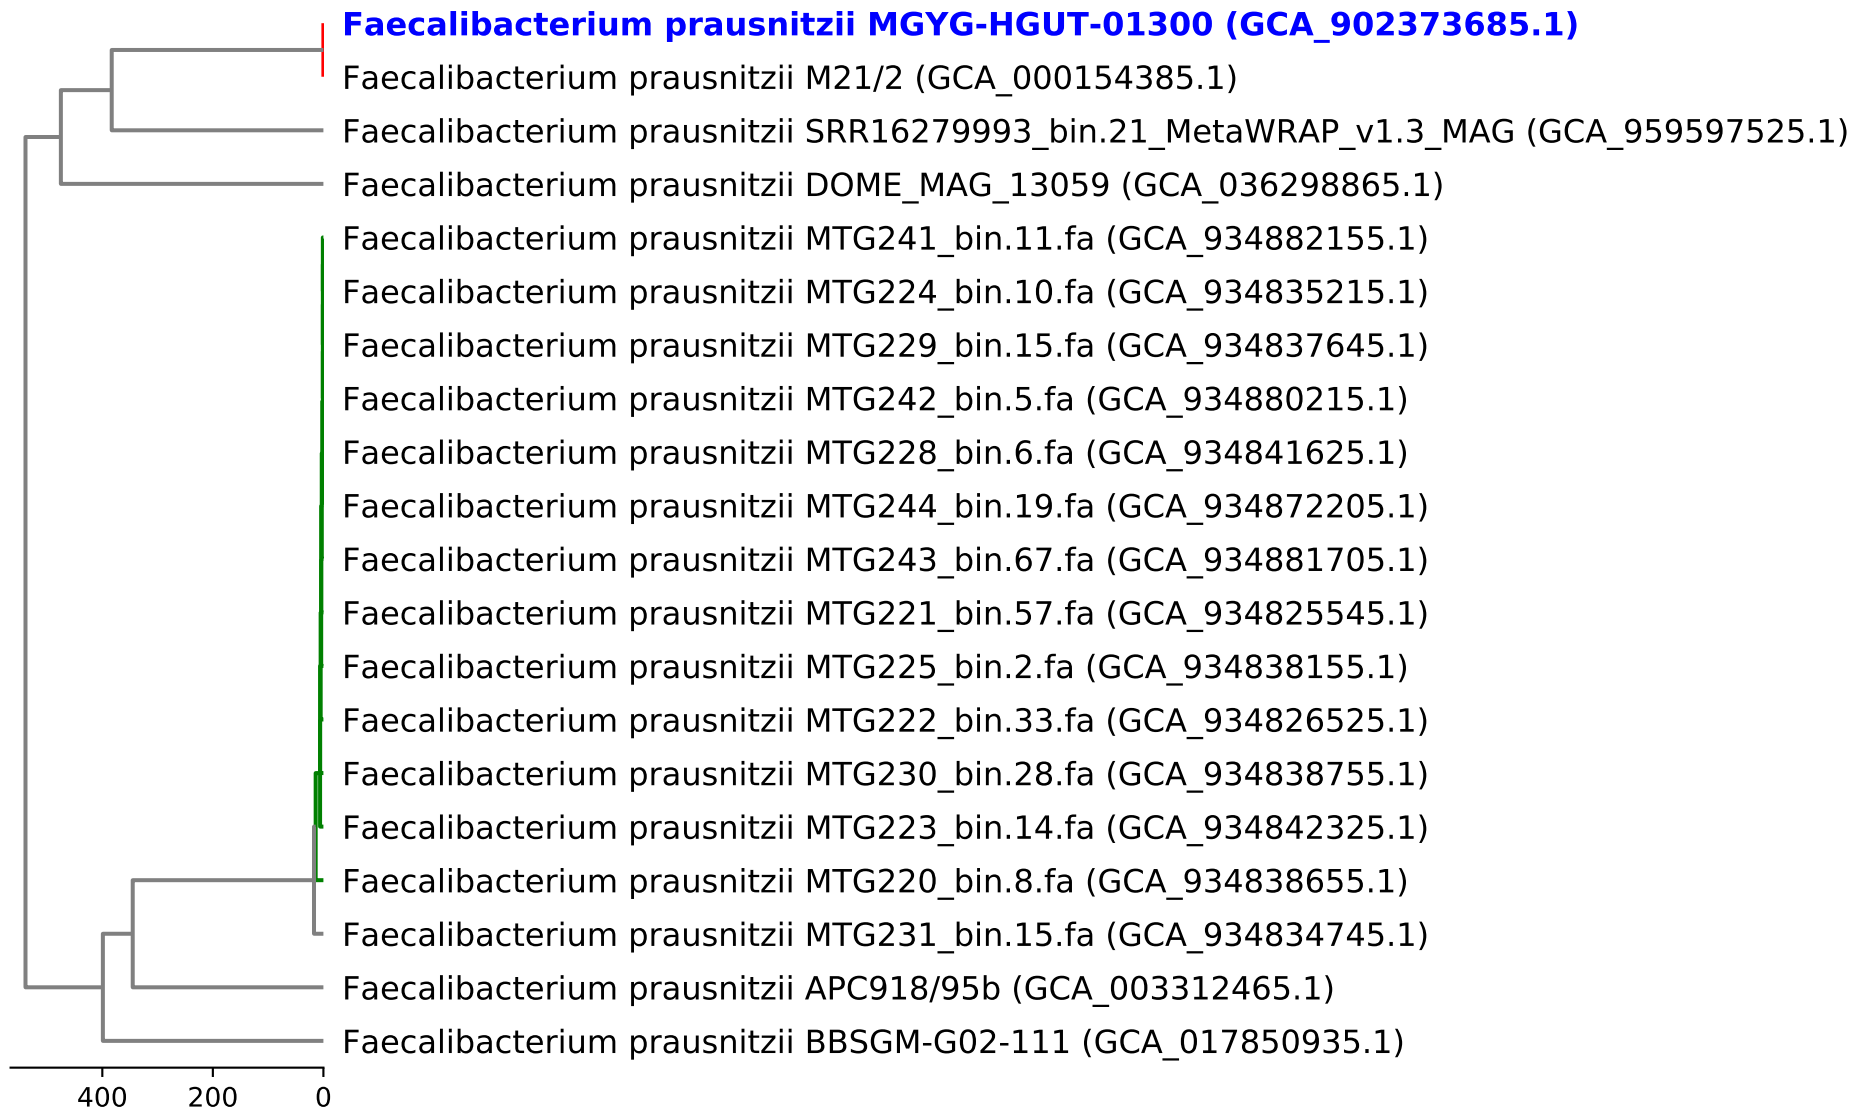 Faecalibacterium prausnitzii MGYG-HGUT-01300 (GCA_902373685.1)
Faecalibacterium prausnitzii M21/2 (GCA_000154385.1)
Faecalibacterium prausnitzii SRR16279993_bin.21_MetaWRAP_v1.3_MAG (GCA_959597525.1)
Faecalibacterium prausnitzii DOME_MAG_13059 (GCA_036298865.1)
Faecalibacterium prausnitzii MTG241_bin.11.fa (GCA_934882155.1)
Faecalibacterium prausnitzii MTG224_bin.10.fa (GCA_934835215.1)
Faecalibacterium prausnitzii MTG229_bin.15.fa (GCA_934837645.1)
Faecalibacterium prausnitzii MTG242_bin.5.fa (GCA_934880215.1)
Faecalibacterium prausnitzii MTG228_bin.6.fa (GCA_934841625.1)
Faecalibacterium prausnitzii MTG244_bin.19.fa (GCA_934872205.1)
Faecalibacterium prausnitzii MTG243_bin.67.fa (GCA_934881705.1)
Faecalibacterium prausnitzii MTG221_bin.57.fa (GCA_934825545.1)
Faecalibacterium prausnitzii MTG225_bin.2.fa (GCA_934838155.1)
Faecalibacterium prausnitzii MTG222_bin.33.fa (GCA_934826525.1)
Faecalibacterium prausnitzii MTG230_bin.28.fa (GCA_934838755.1)
Faecalibacterium prausnitzii MTG223_bin.14.fa (GCA_934842325.1)
Faecalibacterium prausnitzii MTG220_bin.8.fa (GCA_934838655.1)
Faecalibacterium prausnitzii MTG231_bin.15.fa (GCA_934834745.1)
Faecalibacterium prausnitzii APC918/95b (GCA_003312465.1)
Faecalibacterium prausnitzii BBSGM-G02-111 (GCA_017850935.1)
400 200 0